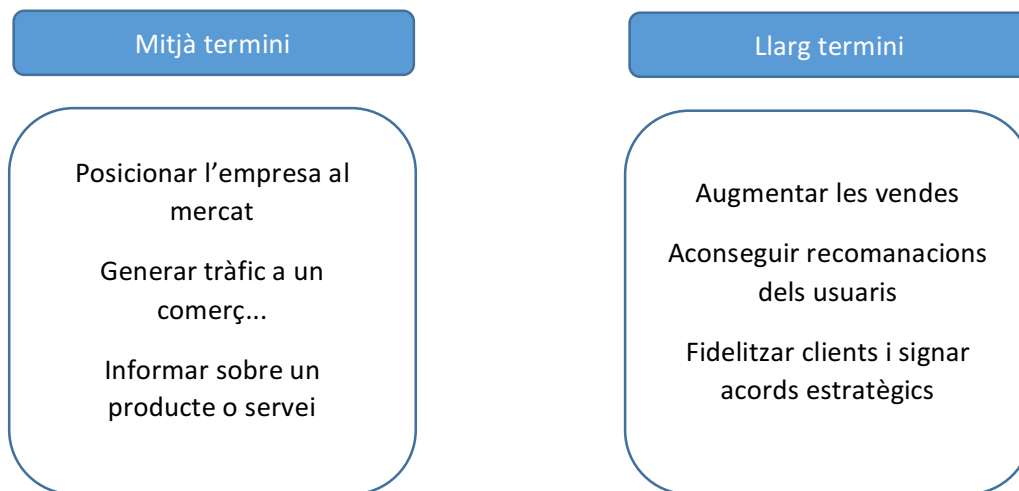 Mitjà termini
Posicionar l’empresa al
mercat
Generar tràfic a un
comerç...
Informar sobre un
producte o servei
Llarg termini
Augmentar les vendes
Aconseguir recomanacions
dels usuaris
Fidelitzar clients i signar
acords estratègics